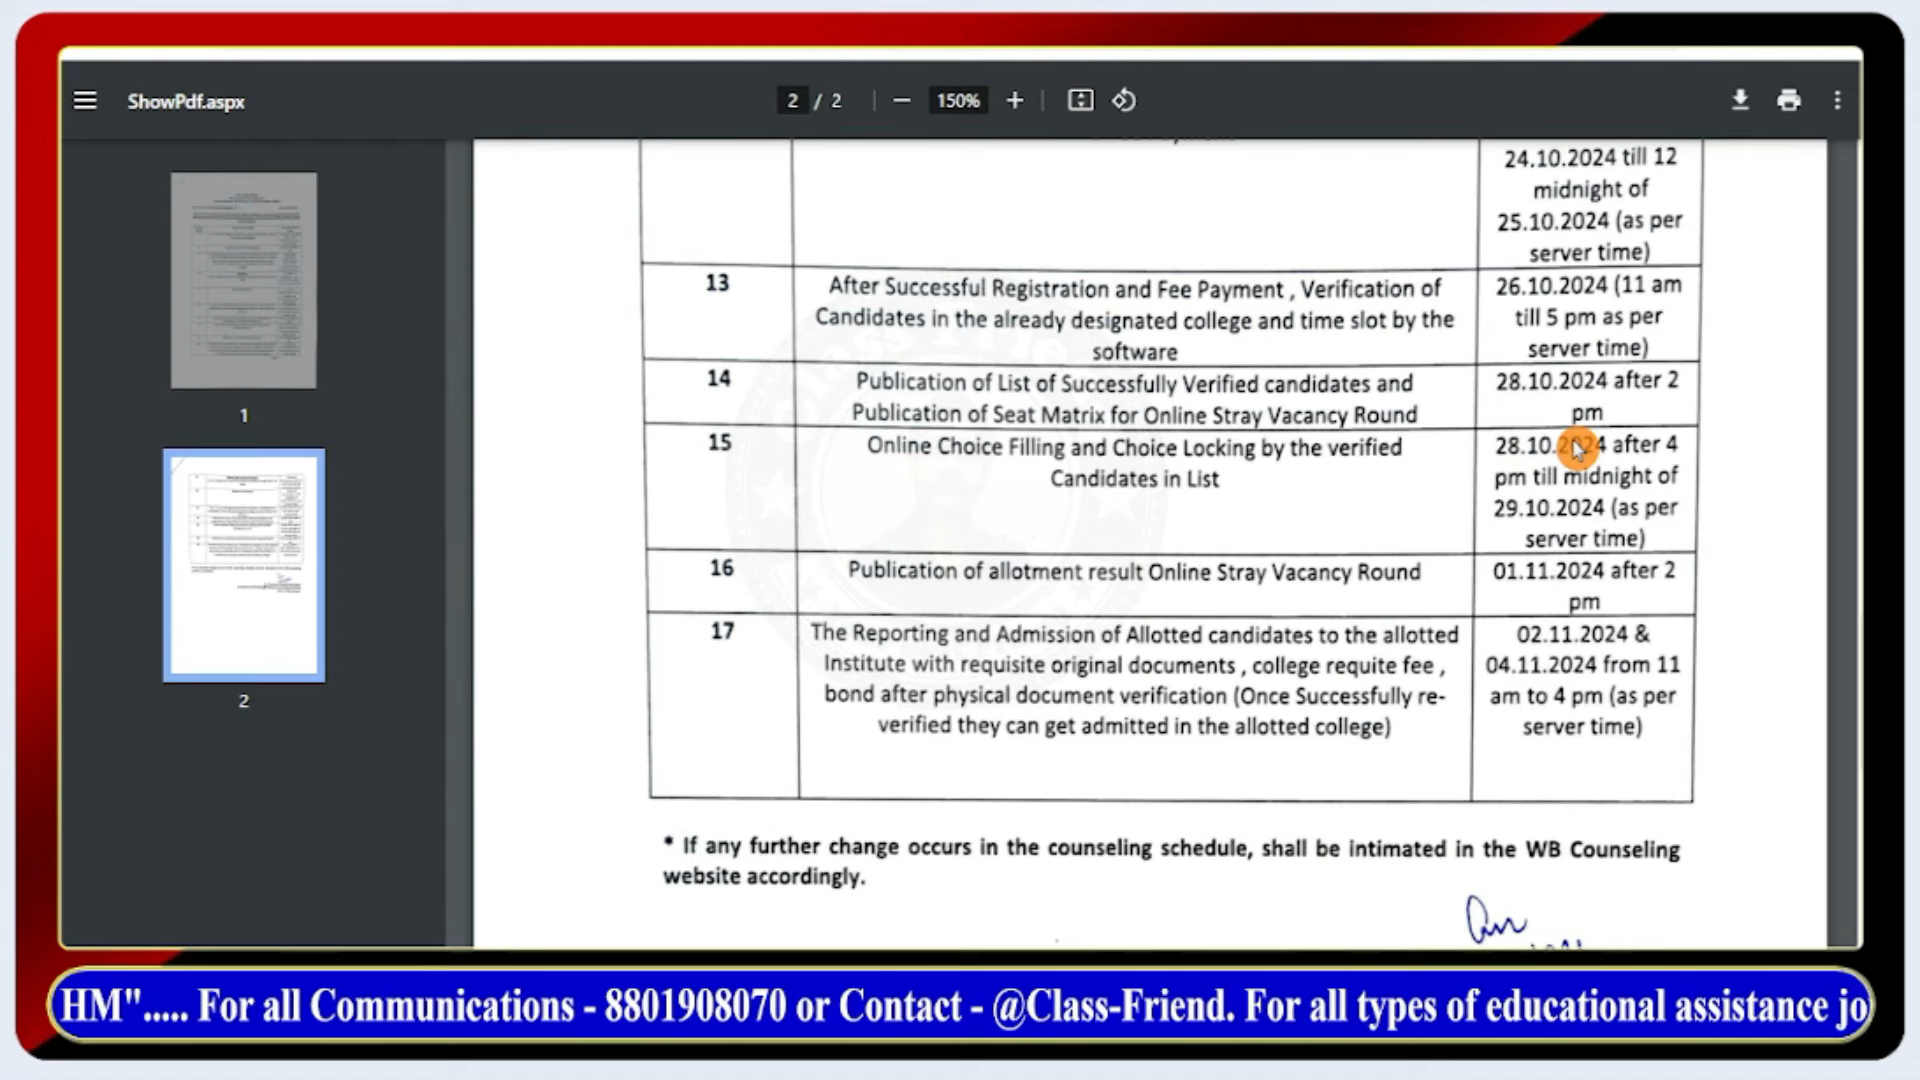 ShowPdf.aspx
2 / 2
150%
1
2
24.10.2024 till 12
midnight of
25.10.2024 (as per
server time)
13
After Successful Registration and Fee Payment , Verification of
Candidates in the already designated college and time slot by the
software
26.10.2024 (11 am
till 5 pm as per
server time)
14
Publication of List of Successfully Verified candidates and
Publication of Seat Matrix for Online Stray Vacancy Round
28.10.2024 after 2
pm
15
Online Choice Filling and Choice Locking by the verified
Candidates in List
28.10.2024 after 4
pm till midnight of
29.10.2024 (as per
server time)
16
Publication of allotment result Online Stray Vacancy Round
01.11.2024 after 2
pm
17
The Reporting and Admission of Allotted candidates to the allotted
Institute with requisite original documents , college requite fee ,
bond after physical document verification (Once Successfully re-
verified they can get admitted in the allotted college)
02.11.2024 &
04.11.2024 from 11
am to 4 pm (as per
server time)
* If any further change occurs in the counseling schedule, shall be intimated in the WB Counseling
website accordingly.
HM"..... For all Communications - 8801908070 or Contact - @Class-Friend. For all types of educational assistance jo